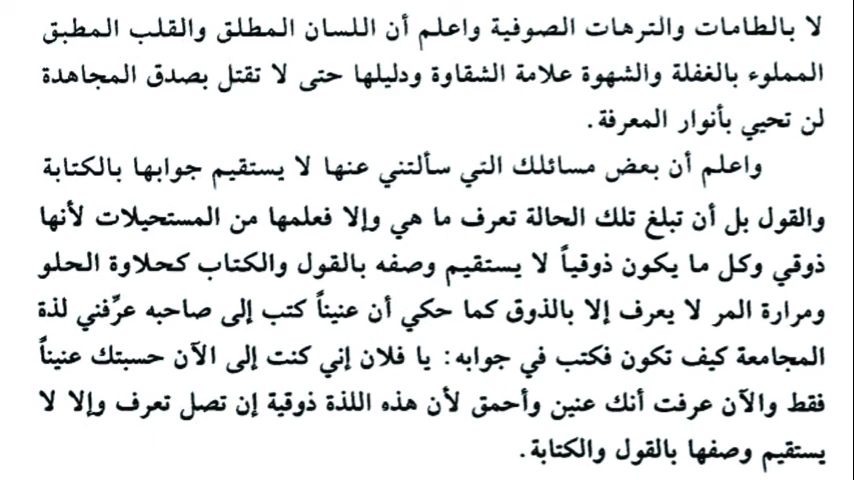 لا بالطامات والترهات الصوفية واعلم أن اللسان المطلق والقلب المطبق
المملوء بالغفلة والشهوة علامة الشقاوة ودليلها حتى لا تقتل بصدق المجاهدة
لن تحيي بأنوار المعرفة.
واعلم أن بعض مسائلك التي سألتني عنها لا يستقيم جوابها بالكتابة
والقول بل أن تبلغ تلك الحالة تعرف ما هي وإلا فعلمها من المستحيلات لأنها
ذوقي وكل ما يكون ذوقياً لا يستقيم وصفه بالقول والكتاب كحلاوة الحلو
ومرارة المر لا يعرف إلا بالذوق كما حكي أن عنيناً كتب إلى صاحبه عرِّفني لذة
المجامعة كيف تكون فكتب في جوابه: يا فلان إني كنت إلى الآن حسبتك عنيناً
فقط والآن عرفت أنك عنين وأحمق لأن هذه اللذة ذوقية إن تصل تعرف وإلا لا
يستقيم وصفها بالقول والكتابة.